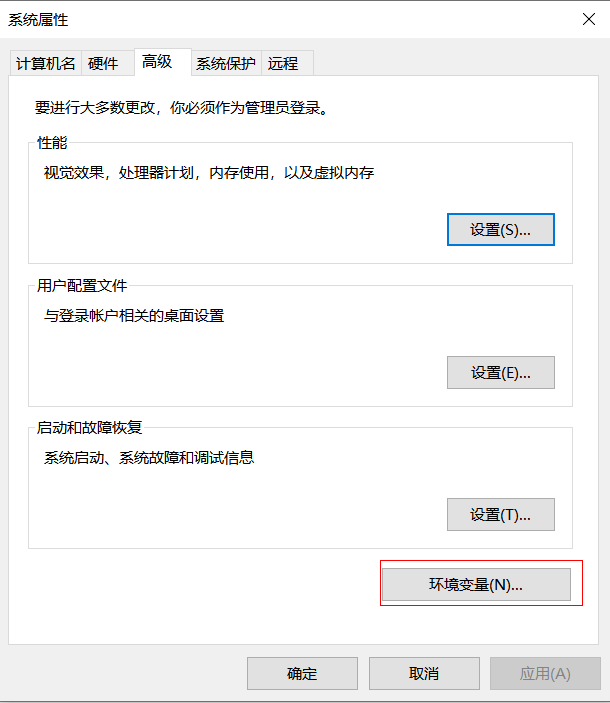 系统属性
计算机名 硬件 高级 系统保护 远程
要进行大多数更改，你必须作为管理员登录。
性能
视觉效果，处理器计划，内存使用，以及虚拟内存
设置(S)...
用户配置文件
与登录帐户相关的桌面设置
设置(E)...
启动和故障恢复
系统启动、系统故障和调试信息
设置(T)...
环境变量(N)...
确定 取消 应用(A)